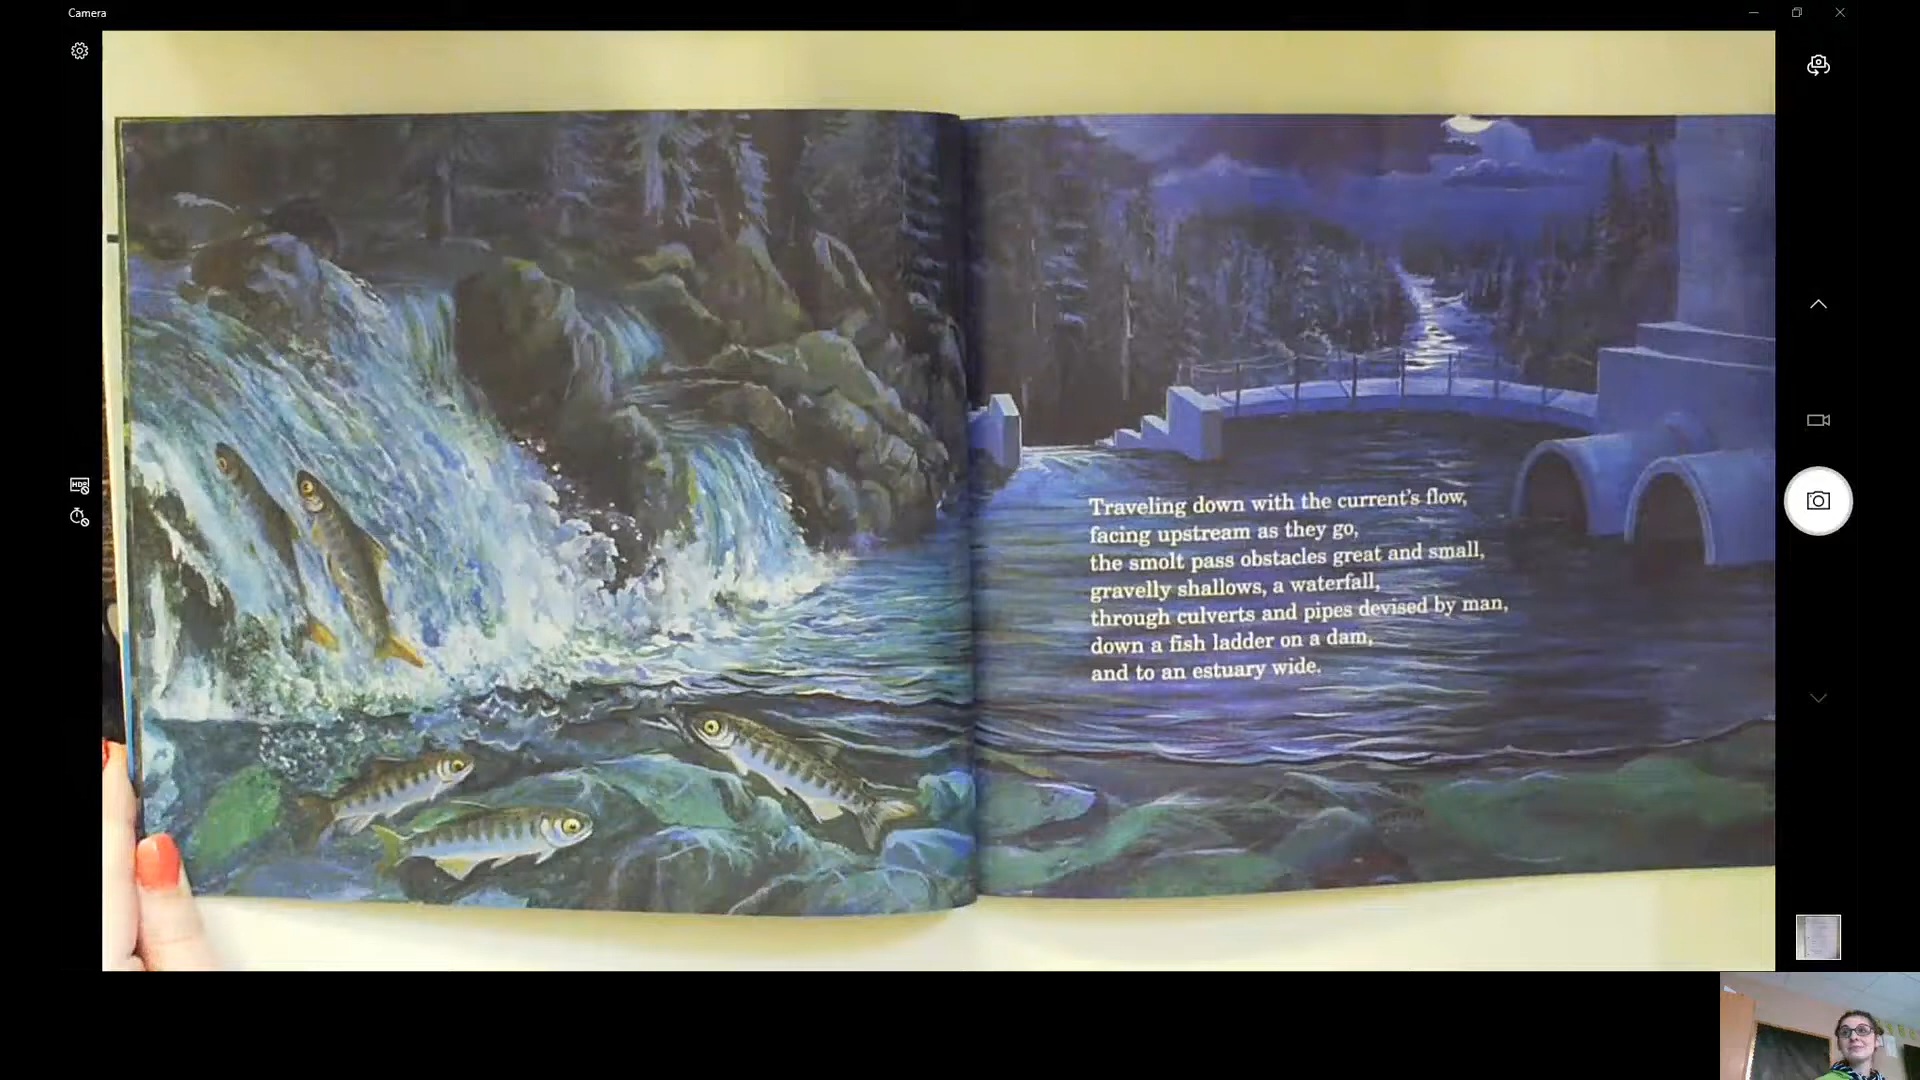 Camera
Traveling down with the current's flow,
facing upstream as they go,
the smolt pass obstacles great and small,
gravelly shallows, a waterfall,
through culverts and pipes devised by man,
down a fish ladder on a dam,
and to an estuary wide.